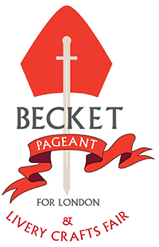 BECKET
PAGEANT
FOR LONDON
&
LIVERY CRAFTS FAIR